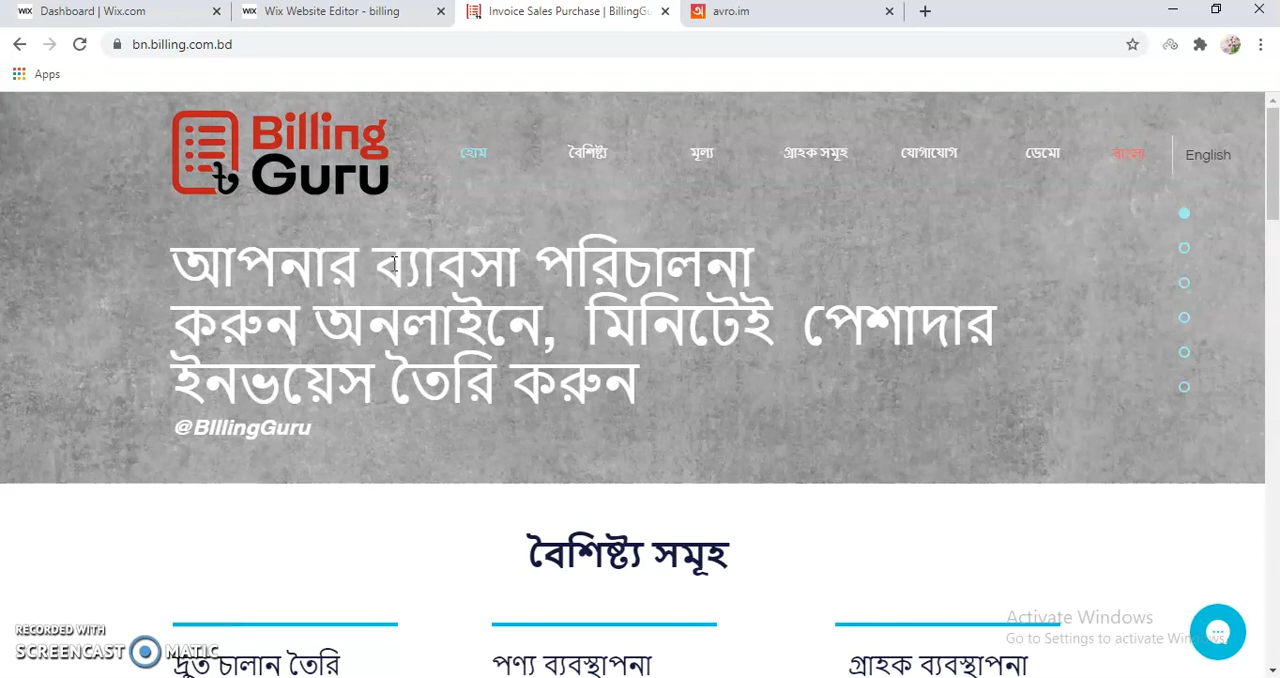 Dashboard | Wix.com
Wix Website Editor - billing
Invoice Sales Purchase | BillingGu
avro.im
bn.billing.com.bd
Apps
Billing
Guru
হোম
বৈশিষ্ট্য
মূল্য
গ্রাহক সমূহ
যোগাযোগ
ডেমো
বাংলা
English
আপনার ব্যাবসা পরিচালনা
করুন অনলাইনে, মিনিটেই পেশাদার
ইনভয়েস তৈরি করুন
@BIllingGuru
বৈশিষ্ট্য সমূহ
দ্রুত চালান তৈরি
পণ্য ব্যবস্থাপনা
গ্রাহক ব্যবস্থাপনা
Activate Windows
Go to Settings to activate Windows.
RECORDED WITH
SCREENCAST MATIC